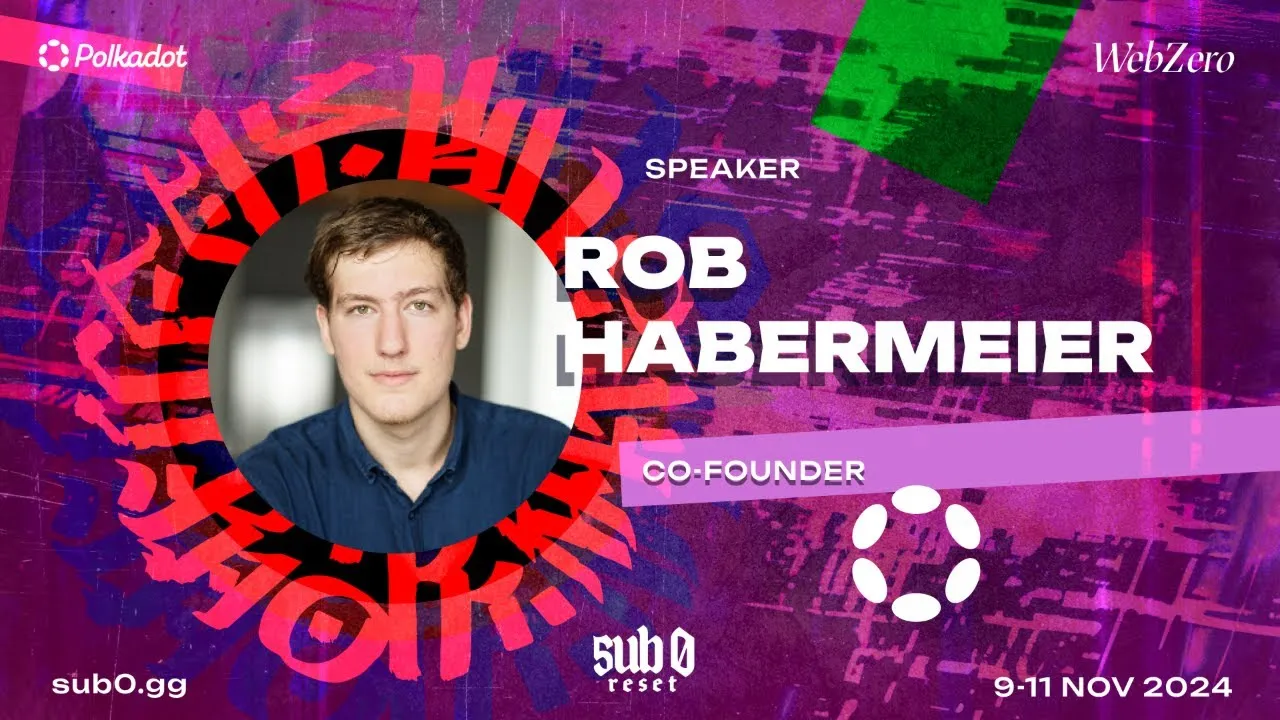 Polkadot
WebZero
SPEAKER
ROB
HABERMEIER
CO-FOUNDER
sub0
reset
sub0.gg
9-11 NOV 2024